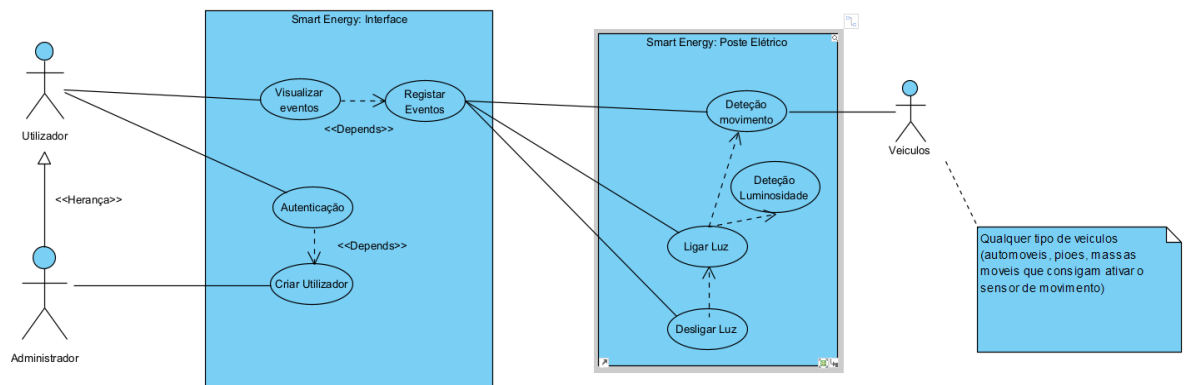 Smart Energy: Interface
Smart Energy: Poste Elétrico
Utilizador
Visualizar
eventos
Registar
Eventos
<<Depends>>
Deteção
movimento
Veiculos
<<Herança>>
Autenticação
<<Depends>>
Criar Utilizador
Deteção
Luminosidade
Ligar Luz
Desligar Luz
Administrador
Qualquer tipo de veiculos
(automoveis, pioes, massas
moveis que consigam ativar o
sensor de movimento)